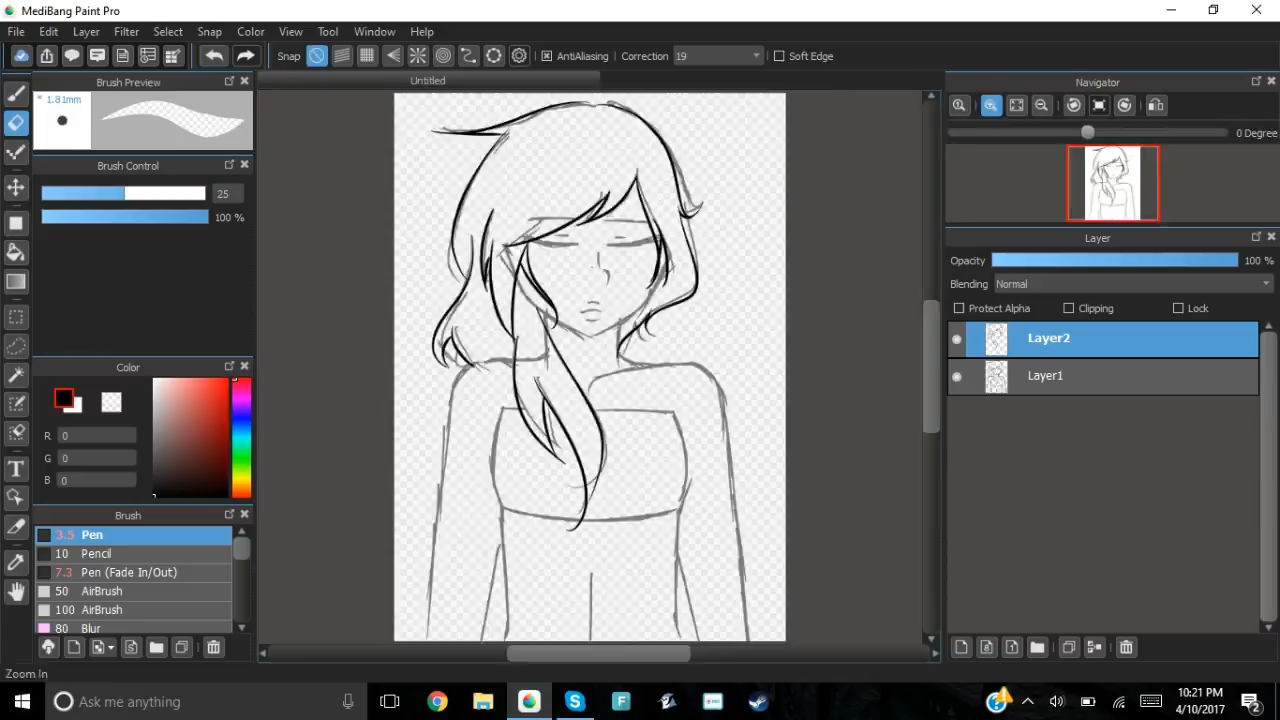 MediBang Paint Pro
File Edit Layer Filter Select Snap Color View Tool Window Help
Snap AntiAliasing Correction 19 Soft Edge
Brush Preview
Untitled
Navigator
1.81mm
0 Degree
Brush Control
25
100 %
Layer
Opacity 100 %
Blending Normal
Protect Alpha Clipping Lock
Layer2
Layer1
Color
R 0
G 0
B 0
Brush
3.5 Pen
10 Pencil
7.3 Pen (Fade In/Out)
50 AirBrush
100 AirBrush
80 Blur
Zoom In
Ask me anything
10:21 PM
4/10/2017
2